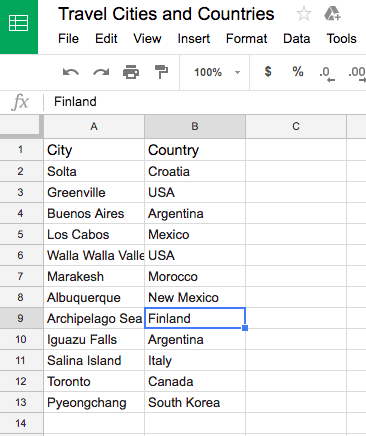 Travel Cities and Countries
File Edit View Insert Format Data Tools
100% $ % .0 .00
fx Finland
A B C
1 City Country
2 Solta Croatia
3 Greenville USA
4 Buenos Aires Argentina
5 Los Cabos Mexico
6 Walla Walla Valle USA
7 Marakesh Morocco
8 Albuquerque New Mexico
9 Archipelago Sea Finland
10 Iguazu Falls Argentina
11 Salina Island Italy
12 Toronto Canada
13 Pyeongchang South Korea
14